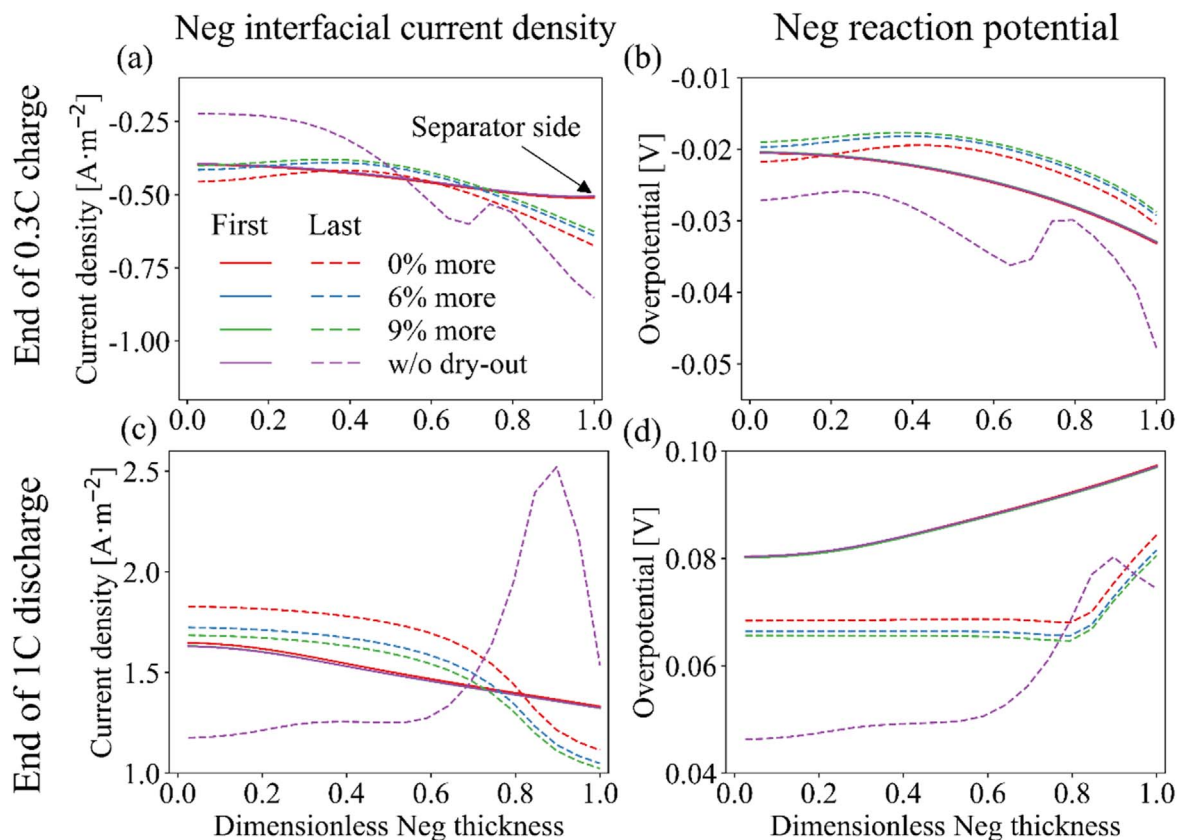 Neg interfacial current density
Neg reaction potential
End of 0.3C charge
(a)
Current density [A·m⁻²]
-0.25
-0.50
-0.75
-1.00
Separator side
First Last
0% more
6% more
9% more
w/o dry-out
0.0 0.2 0.4 0.6 0.8 1.0
(b)
Overpotential [V]
-0.01
-0.02
-0.03
-0.04
-0.05
0.0 0.2 0.4 0.6 0.8 1.0
End of 1C discharge
(c)
Current density [A·m⁻²]
2.5
2.0
1.5
1.0
0.0 0.2 0.4 0.6 0.8 1.0
Dimensionless Neg thickness
(d)
Overpotential [V]
0.10
0.08
0.06
0.04
0.0 0.2 0.4 0.6 0.8 1.0
Dimensionless Neg thickness